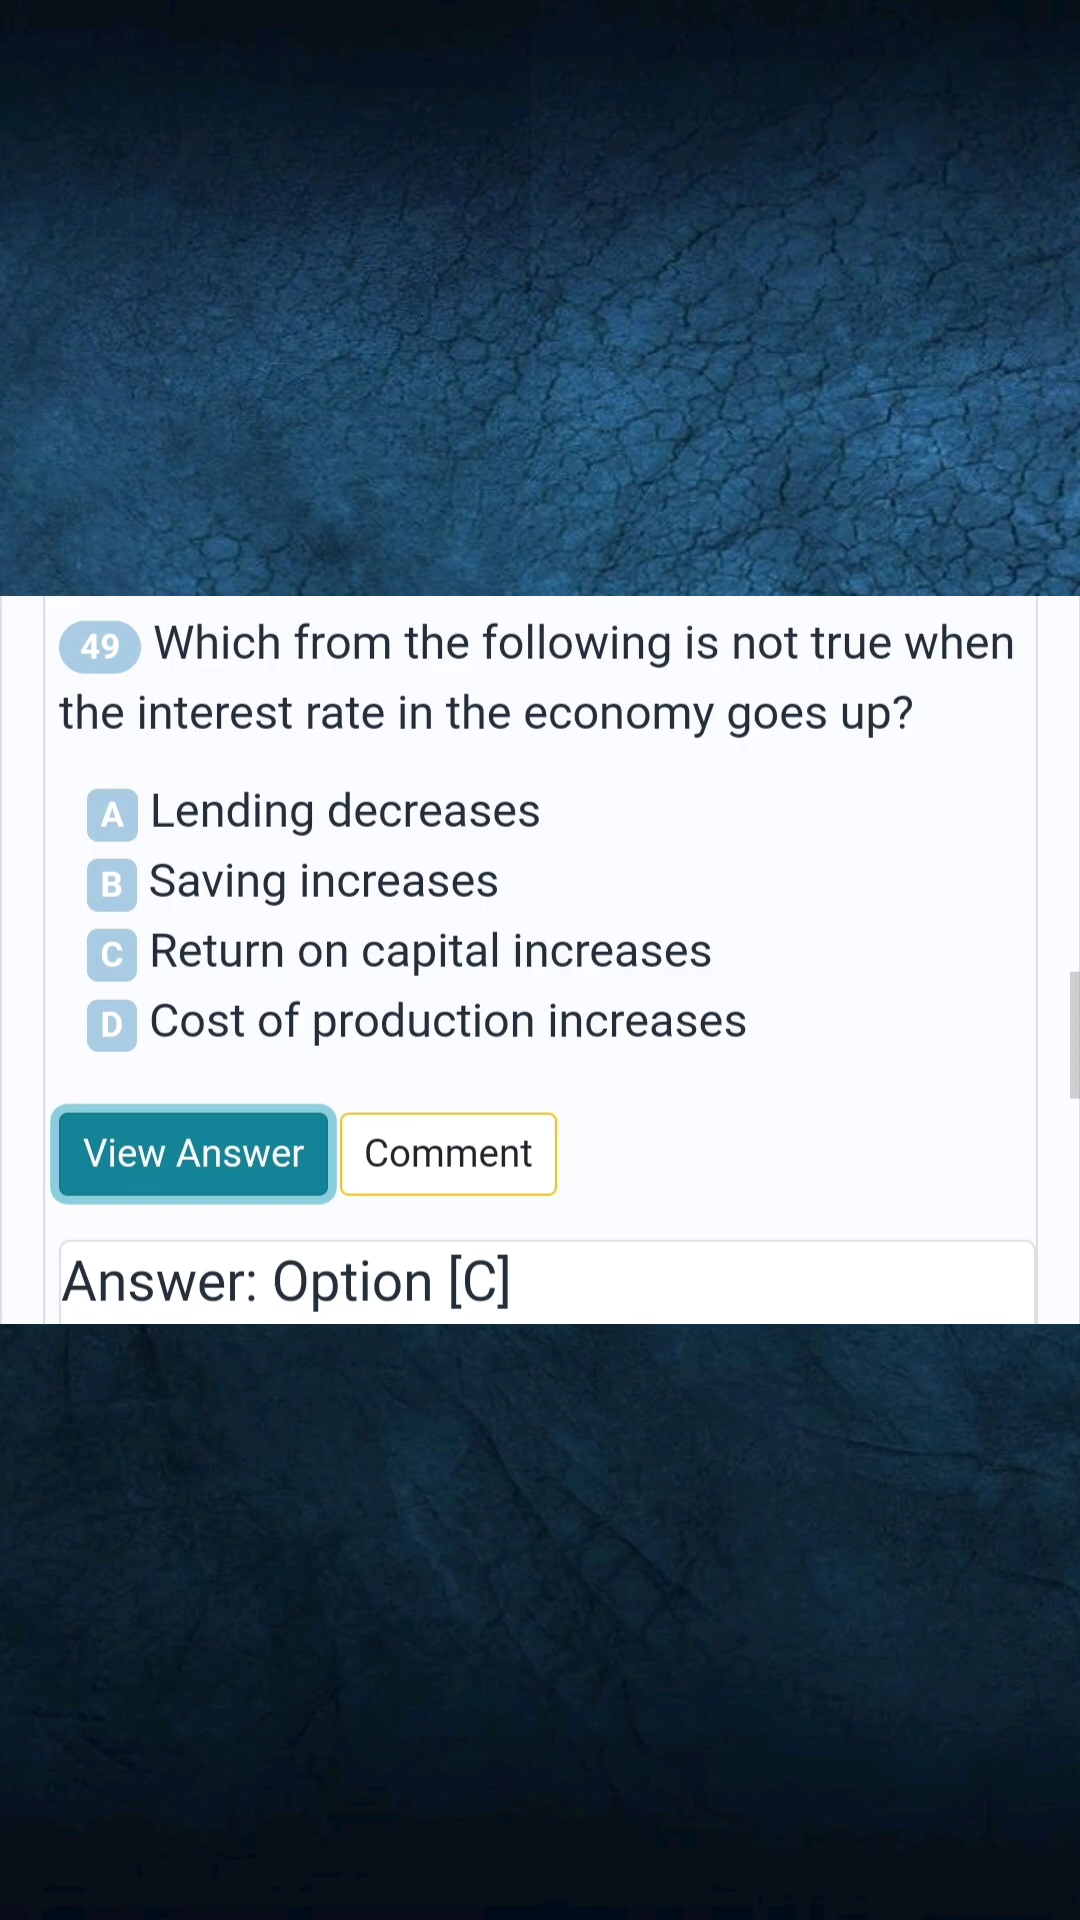 49 Which from the following is not true when
the interest rate in the economy goes up?
A Lending decreases
B Saving increases
C Return on capital increases
D Cost of production increases
View Answer Comment
Answer: Option [C]